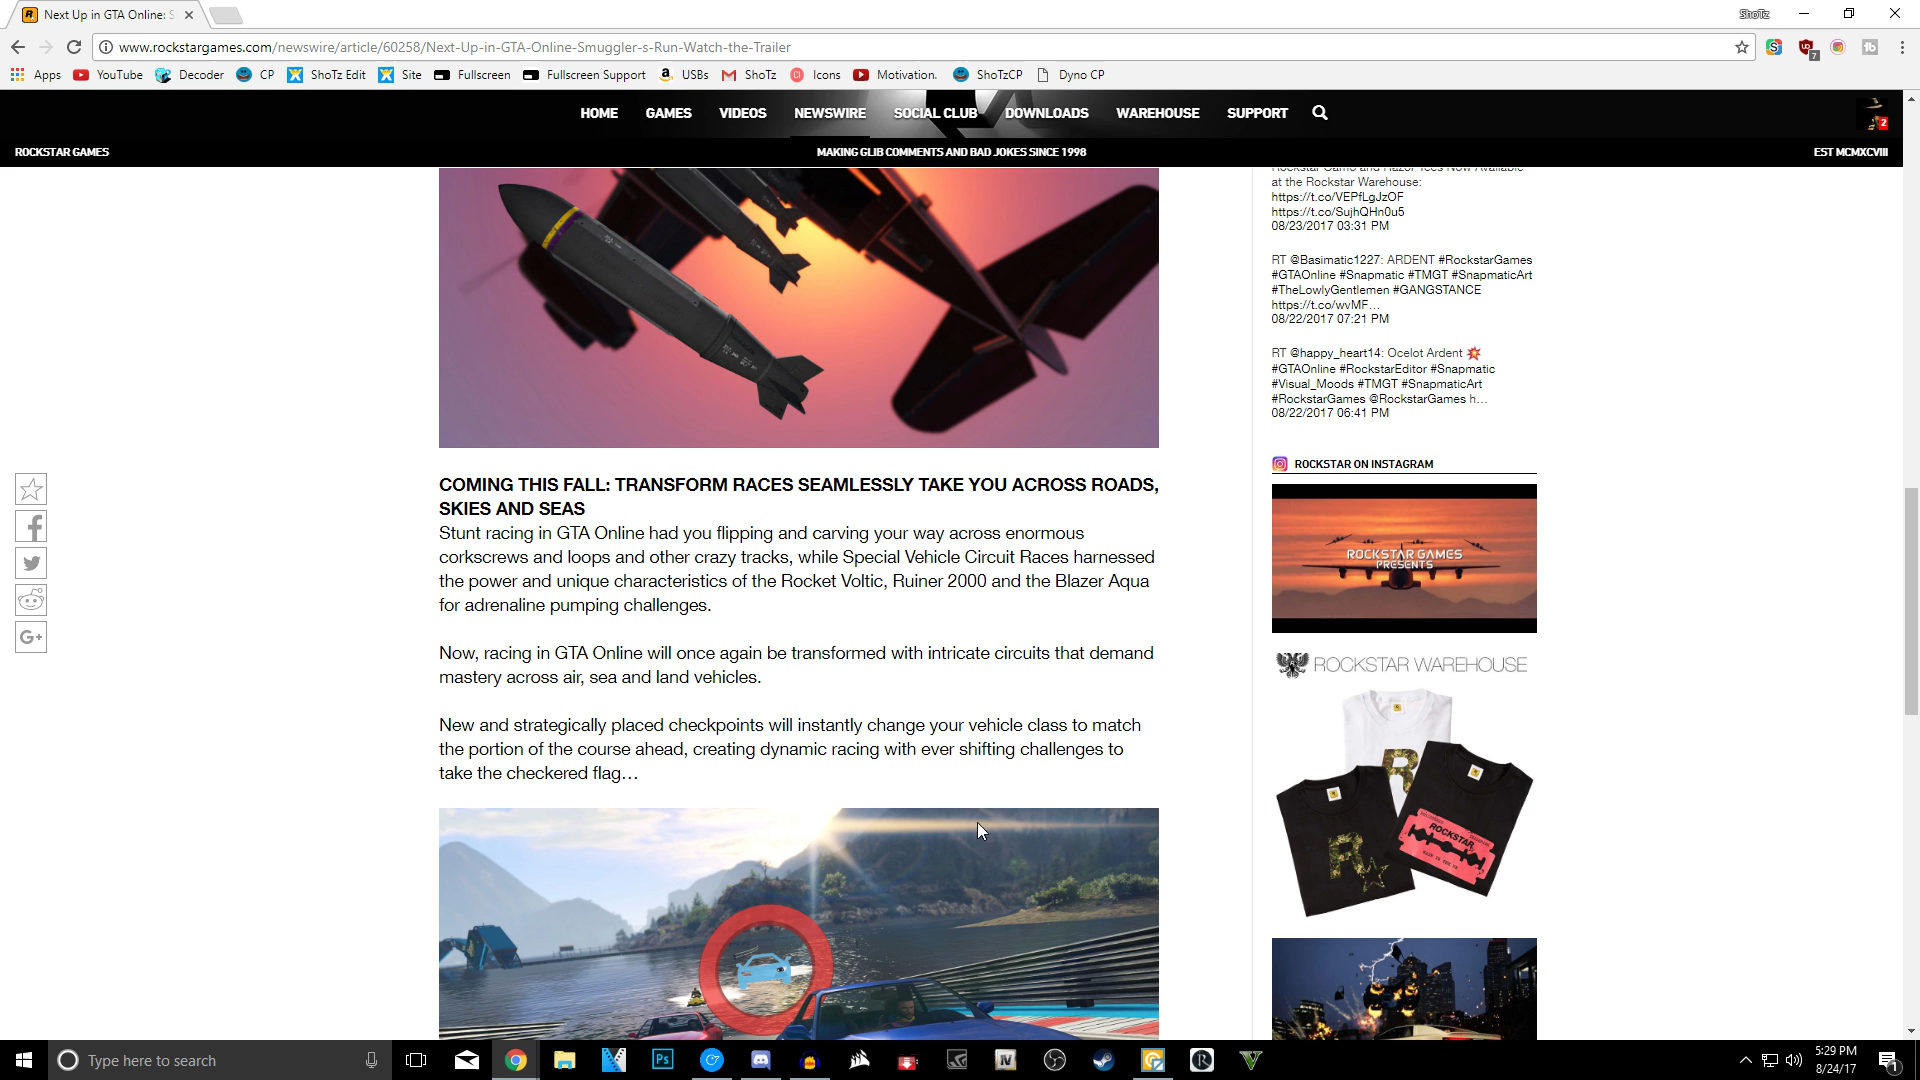 Next Up in GTA Online: S
ShoTz
www.rockstargames.com/newswire/article/60258/Next-Up-in-GTA-Online-Smuggler-s-Run-Watch-the-Trailer
7
Apps YouTube Decoder CP ShoTz Edit Site Fullscreen Fullscreen Support USBs ShoTz Icons Motivation. ShoTzCP Dyno CP
HOME GAMES VIDEOS NEWSWIRE SOCIAL CLUB DOWNLOADS WAREHOUSE SUPPORT
2
ROCKSTAR GAMES MAKING GLIB COMMENTS AND BAD JOKES SINCE 1998 EST MCMXCVIII
COMING THIS FALL: TRANSFORM RACES SEAMLESSLY TAKE YOU ACROSS ROADS,
SKIES AND SEAS
Stunt racing in GTA Online had you flipping and carving your way across enormous
corkscrews and loops and other crazy tracks, while Special Vehicle Circuit Races harnessed
the power and unique characteristics of the Rocket Voltic, Ruiner 2000 and the Blazer Aqua
for adrenaline pumping challenges.
Now, racing in GTA Online will once again be transformed with intricate circuits that demand
mastery across air, sea and land vehicles.
New and strategically placed checkpoints will instantly change your vehicle class to match
the portion of the course ahead, creating dynamic racing with ever shifting challenges to
take the checkered flag…
G+
Rockstar Camo and Razor Tees Now Available
at the Rockstar Warehouse:
https://t.co/VEPfLgJzOF
https://t.co/SujhQHn0u5
08/23/2017 03:31 PM
RT @Basimatic1227: ARDENT #RockstarGames
#GTAOnline #Snapmatic #TMGT #SnapmaticArt
#TheLowlyGentlemen #GANGSTANCE
https://t.co/wvMF…
08/22/2017 07:21 PM
RT @happy_heart14: Ocelot Ardent 💥
#GTAOnline #RockstarEditor #Snapmatic
#Visual_Moods #TMGT #SnapmaticArt
#RockstarGames @RockstarGames h…
08/22/2017 06:41 PM
ROCKSTAR ON INSTAGRAM
ROCKSTAR GAMES
PRESENTS
ROCKSTAR WAREHOUSE
R
R
ROCKSTAR
Type here to search
5:29 PM
8/24/17
1